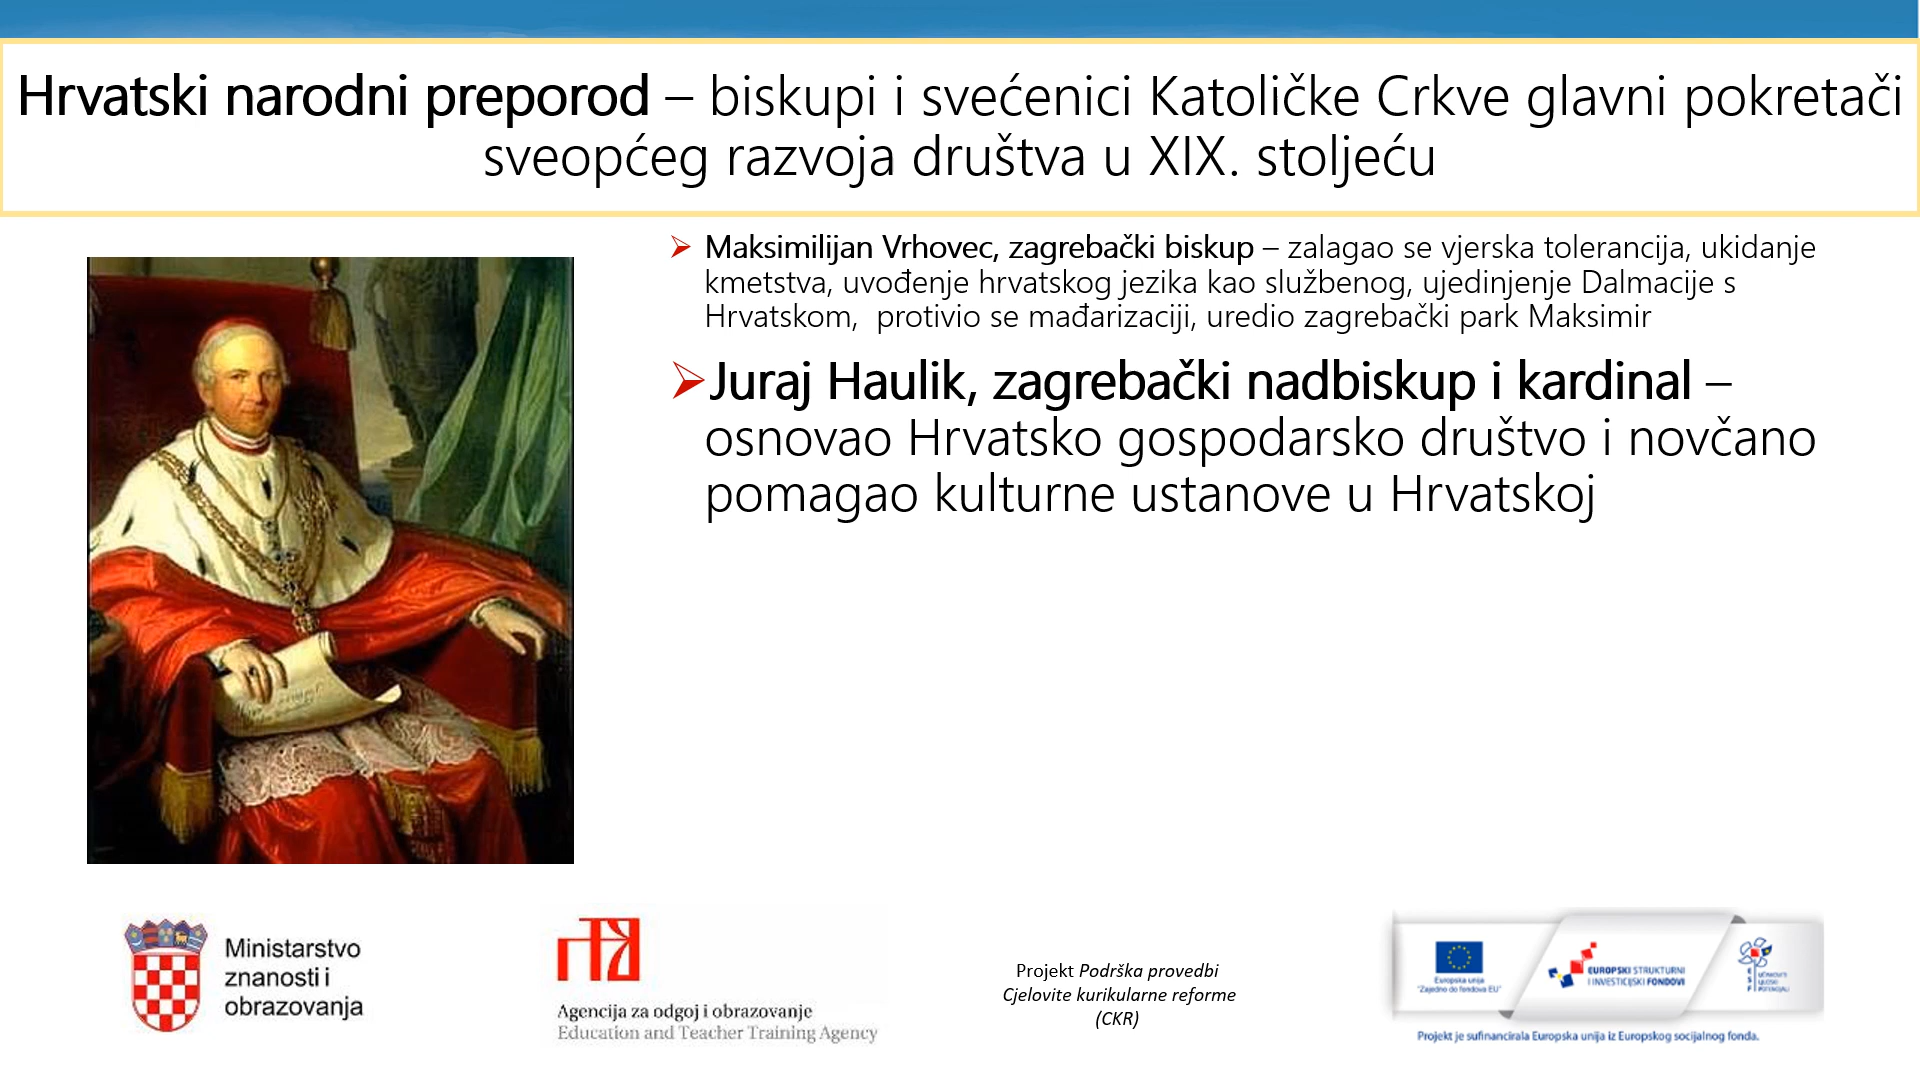 Hrvatski narodni preporod – biskupi i svećenici Katoličke Crkve glavni pokretači
sveopćeg razvoja društva u XIX. stoljeću
Maksimilijan Vrhovec, zagrebački biskup – zalagao se vjerska tolerancija, ukidanje
kmetstva, uvođenje hrvatskog jezika kao službenog, ujedinjenje Dalmacije s
Hrvatskom,  protivio se mađarizaciji, uredio zagrebački park Maksimir
Juraj Haulik, zagrebački nadbiskup i kardinal –
osnovao Hrvatsko gospodarsko društvo i novčano
pomagao kulturne ustanove u Hrvatskoj
Ministarstvo
znanosti i
obrazovanja
Agencija za odgoj i obrazovanje
Education and Teacher Training Agency
Projekt Podrška provedbi
Cjelovite kurikularne reforme
(CKR)
Europska unija
"Zajedno do fondova EU"
EUROPSKI STRUKTURNI
I INVESTICIJSKI FONDOVI
ESF
UČINKOVITI
LJUDSKI
POTENCIJALI
Projekt je sufinancirala Europska unija iz Europskog socijalnog fonda.